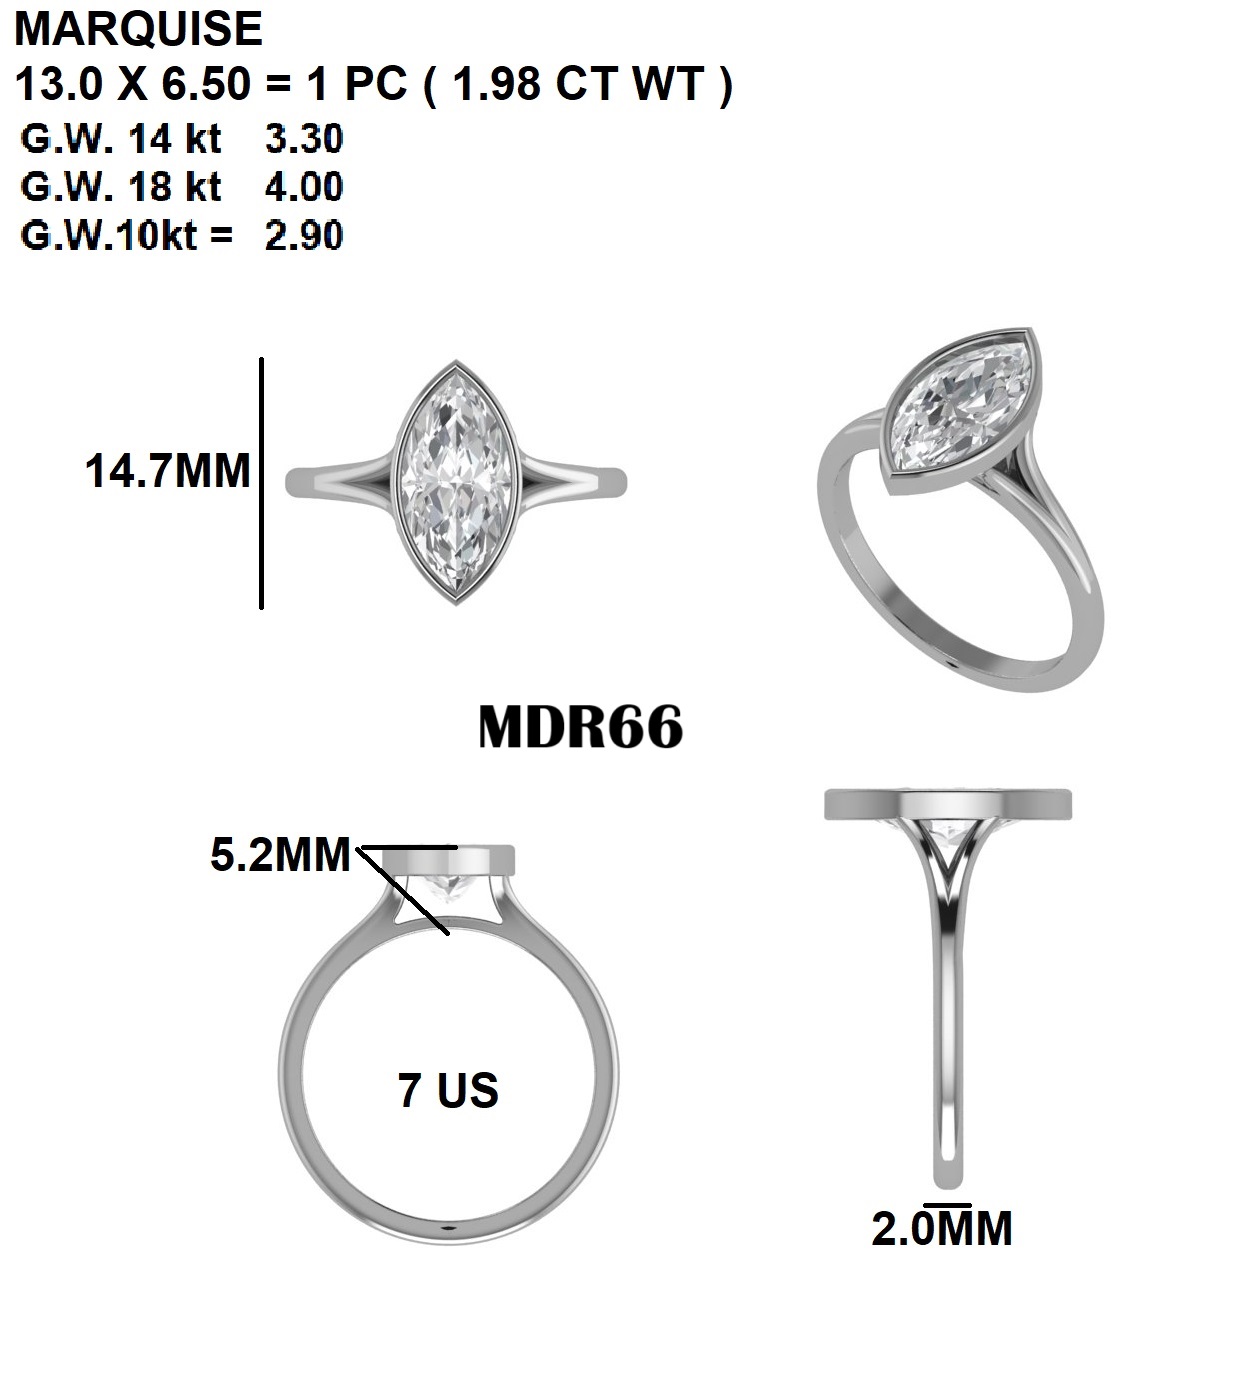 MARQUISE
13.0 X 6.50 = 1 PC ( 1.98 CT WT )
G.W. 14 kt 3.30
G.W. 18 kt 4.00
G.W.10kt = 2.90
14.7MM
MDR66
5.2MM
7 US
2.0MM